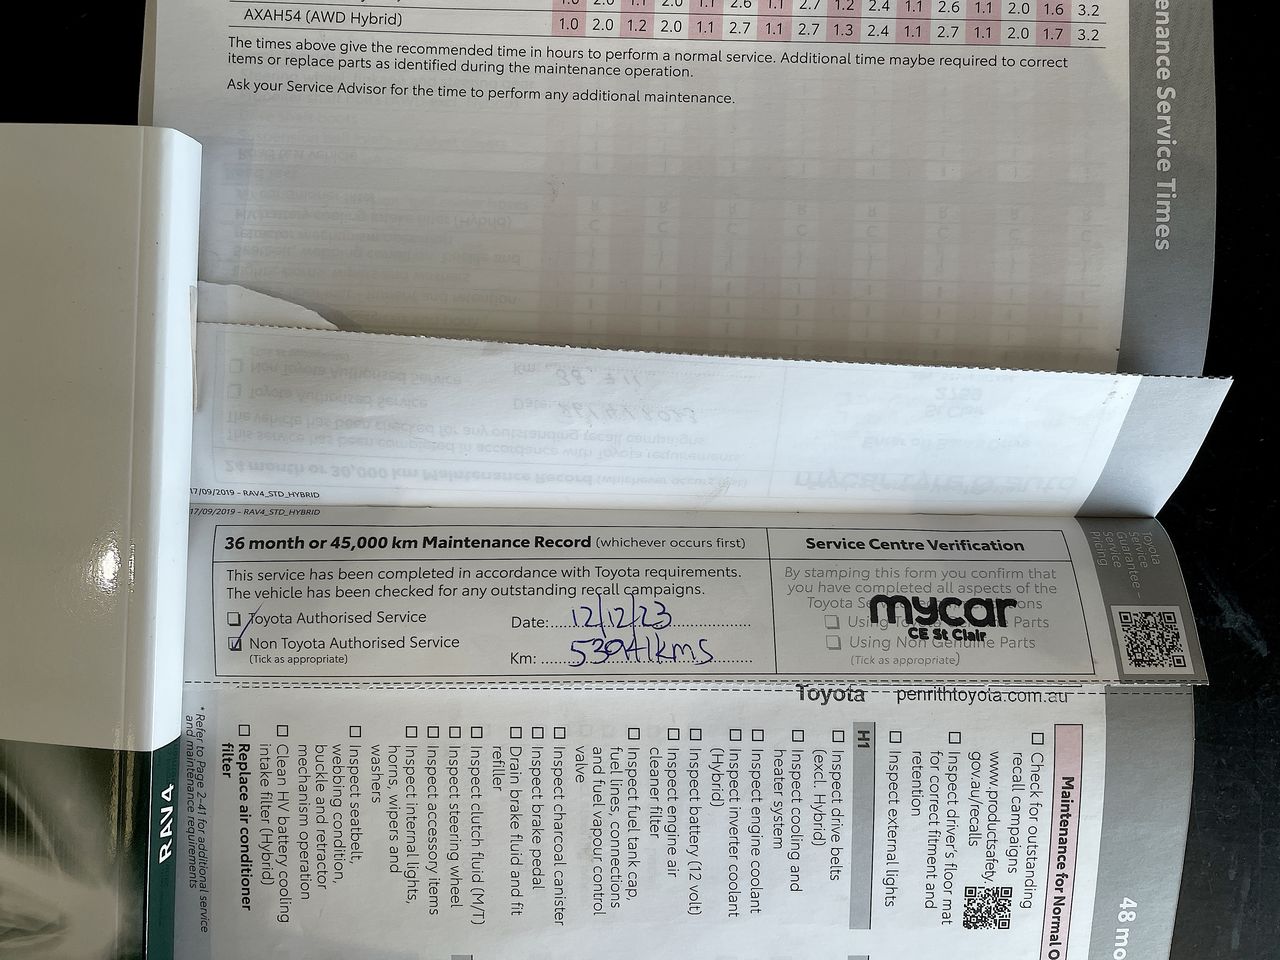 AXAH54 (AWD Hybrid) 1.0 2.0 1.2 2.0 1.1 2.7 1.1 2.7 1.3 2.4 1.1 2.7 1.1 2.0 1.7 3.2
The times above give the recommended time in hours to perform a normal service. Additional time maybe required to correct
items or replace parts as identified during the maintenance operation.
Ask your Service Advisor for the time to perform any additional maintenance.
enance Service Times
17/09/2019 - RAV4_STD_HYBRID
17/09/2019 - RAV4_STD_HYBRID
36 month or 45,000 km Maintenance Record (whichever occurs first)
This service has been completed in accordance with Toyota requirements.
The vehicle has been checked for any outstanding recall campaigns.
Toyota Authorised Service
Non Toyota Authorised Service
(Tick as appropriate)
Date: 12/12/23
Km: 53941kms
Service Centre Verification
By stamping this form you confirm that
you have completed all aspects of the
Toyota
mycar
CE St Clair
Parts
Using Non Genuine Parts
(Tick as appropriate)
Toyota
Service
Guarantee -
Service
Pricing
Toyota penrithtoyota.com.au
48 mo
Maintenance for Normal O
Check for outstanding
recall campaigns
www.productsafety.
gov.au/recalls
Inspect driver's floor mat
for correct fitment and
retention
Inspect external lights
H1
Inspect drive belts
(excl. Hybrid)
Inspect cooling and
heater system
Inspect engine coolant
Inspect inverter coolant
(Hybrid)
Inspect battery (12 volt)
Inspect engine air
cleaner filter
Inspect fuel tank cap,
fuel lines, connections
and fuel vapour control
valve
Inspect charcoal canister
Inspect brake pedal
Drain brake fluid and fit
refiller
Inspect clutch fluid (M/T)
Inspect steering wheel
Inspect accessory items
Inspect internal lights,
horns, wipers and
washers
Inspect seatbelt,
webbing condition,
buckle and retractor
mechanism operation
Clean HV battery cooling
intake filter (Hybrid)
Replace air conditioner
filter
* Refer to Page 2-41 for additional service
and maintenance requirements
RAV4